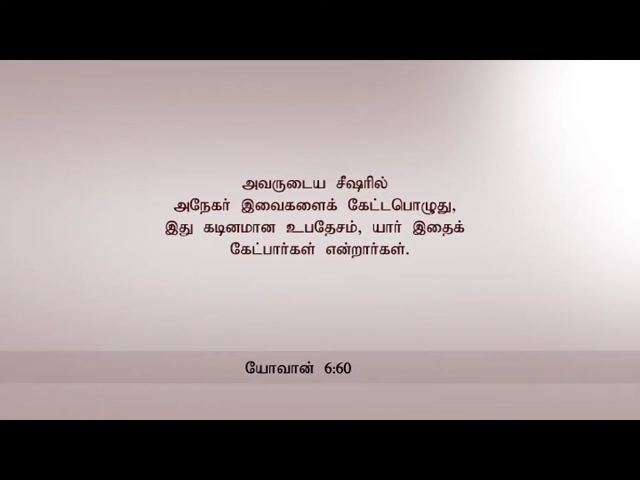 அவருடைய சீஷரில்
அநேகர் இவைகளைக் கேட்டபொழுது,
இது கடினமான உபதேசம், யார் இதைக்
கேட்பார்கள் என்றார்கள்.
யோவான் 6:60